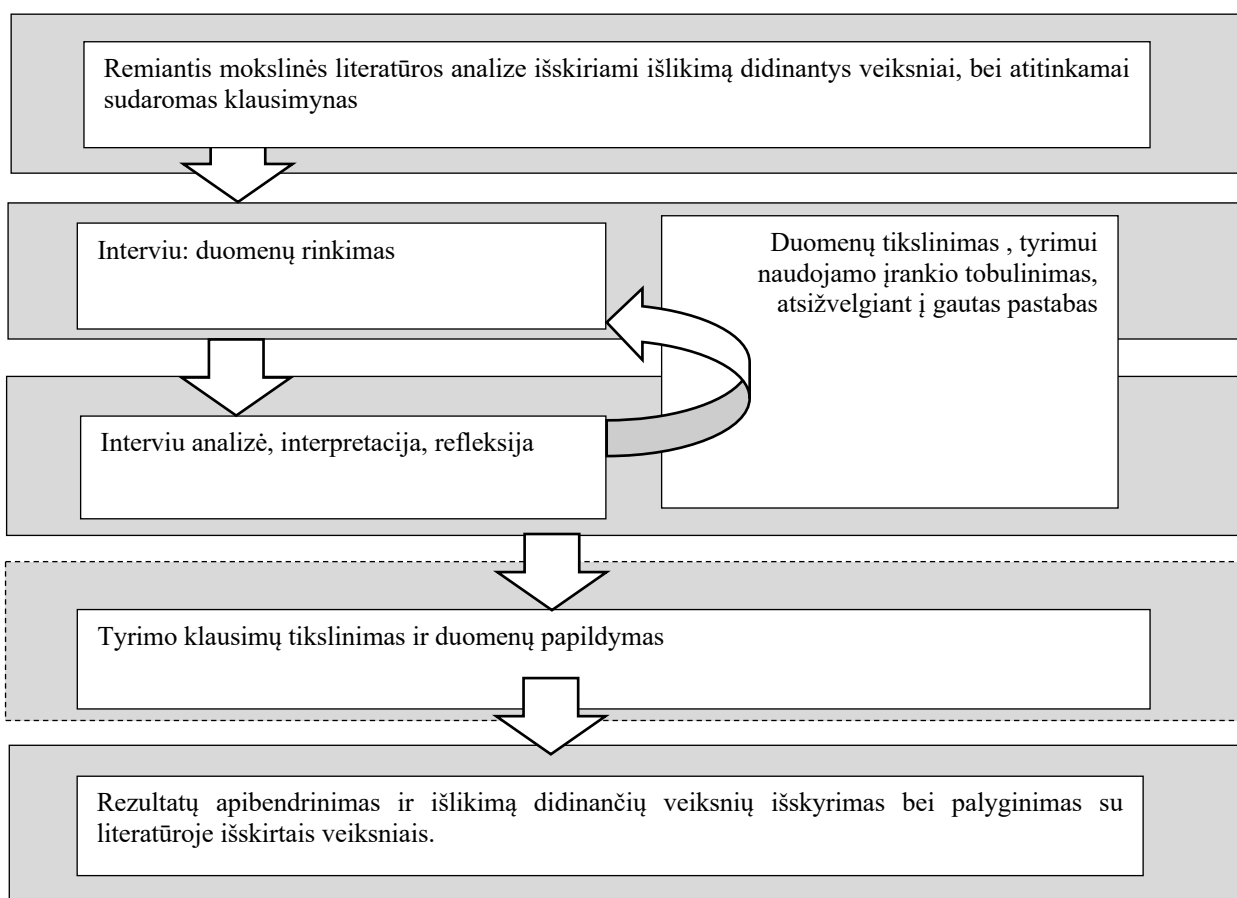 Remiantis mokslinės literatūros analize išskiriami išlikimą didinantys veiksniai, bei atitinkamai
sudaromas klausimynas
Interviu: duomenų rinkimas
Duomenų tikslinimas , tyrimui
naudojamo įrankio tobulinimas,
atsižvelgiant į gautas pastabas
Interviu analizė, interpretacija, refleksija
Tyrimo klausimų tikslinimas ir duomenų papildymas
Rezultatų apibendrinimas ir išlikimą didinančių veiksnių išskyrimas bei palyginimas su
literatūroje išskirtais veiksniais.